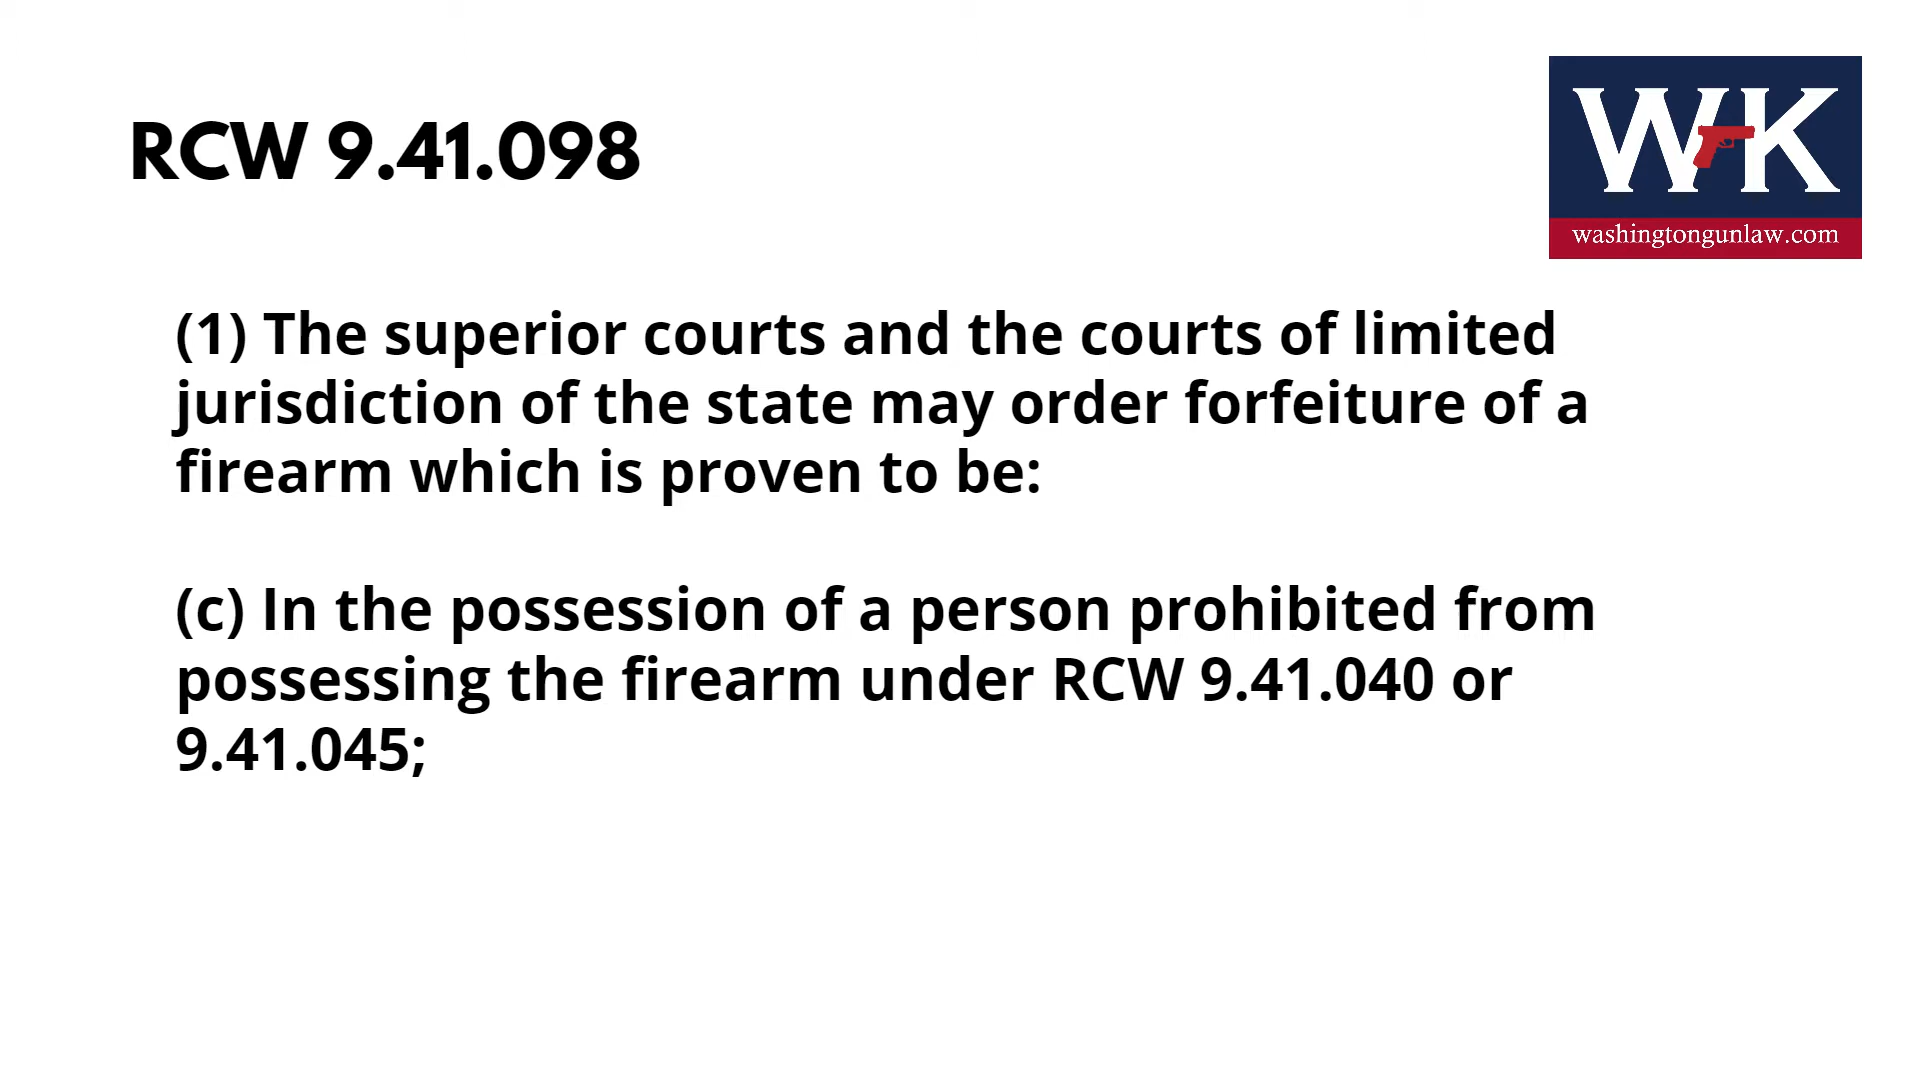 RCW 9.41.098
WK
washingtongunlaw.com
(1) The superior courts and the courts of limited
jurisdiction of the state may order forfeiture of a
firearm which is proven to be:
(c) In the possession of a person prohibited from
possessing the firearm under RCW 9.41.040 or
9.41.045;